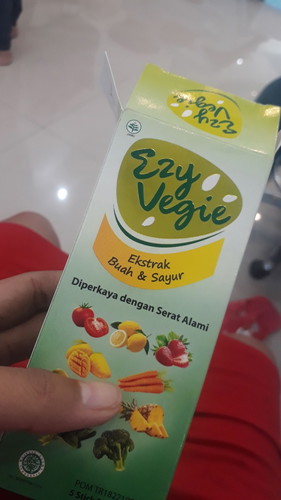 Ezy
Vegie
Ezy
Vegie
Ekstrak
Buah & Sayur
Diperkaya dengan Serat Alami